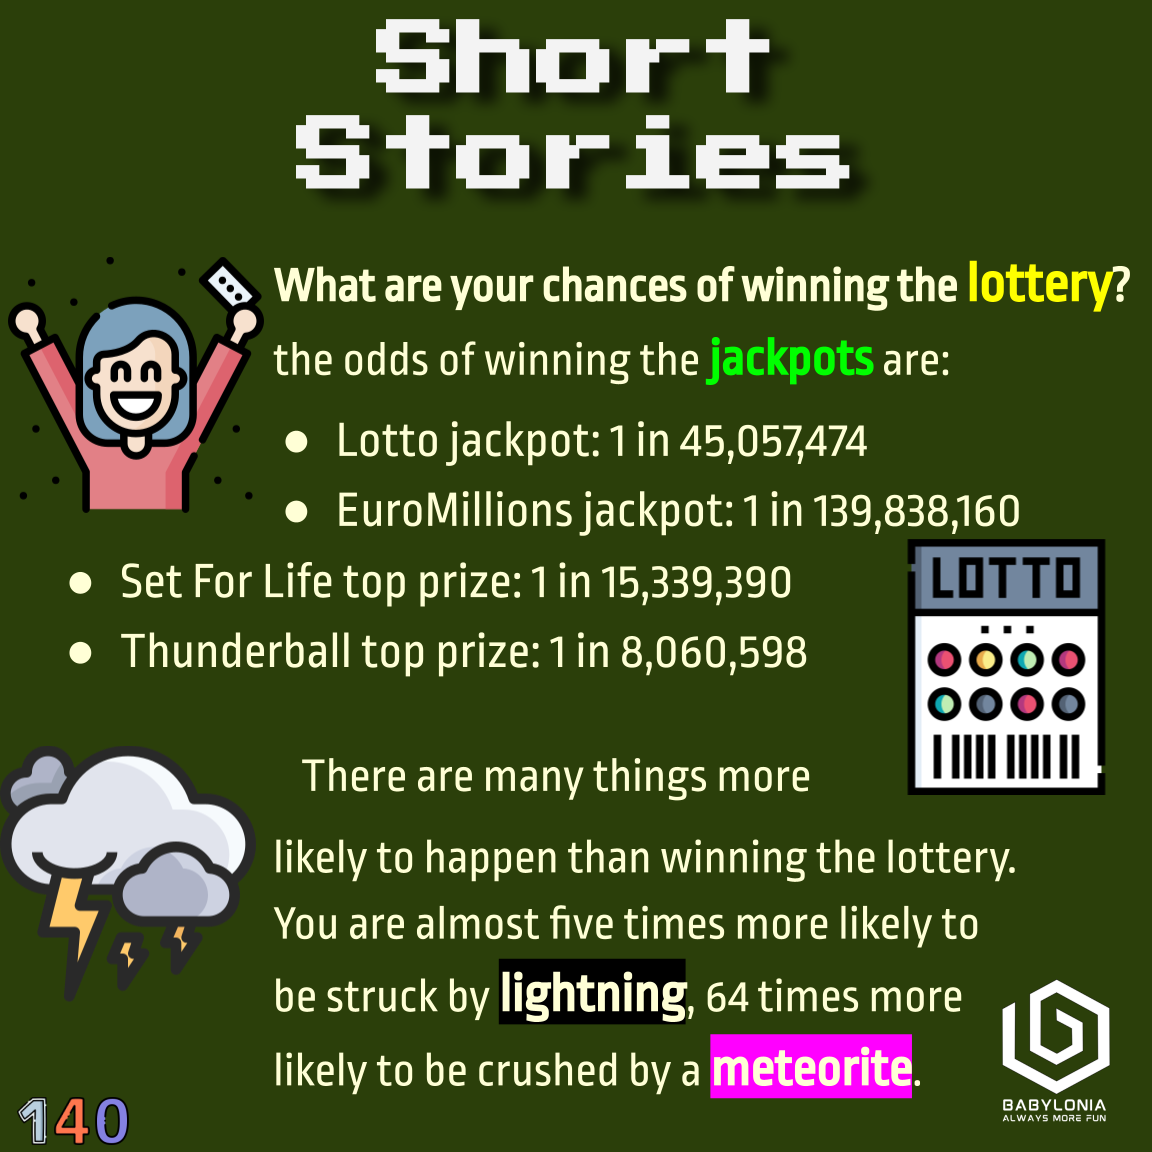 Short
Stories
What are your chances of winning the lottery?
the odds of winning the jackpots are:
● Lotto jackpot: 1 in 45,057,474
● EuroMillions jackpot: 1 in 139,838,160
● Set For Life top prize: 1 in 15,339,390
● Thunderball top prize: 1 in 8,060,598
LOTTO
There are many things more
likely to happen than winning the lottery.
You are almost five times more likely to
be struck by lightning, 64 times more
likely to be crushed by a meteorite.
BABYLONIA
ALWAYS MORE FUN
140